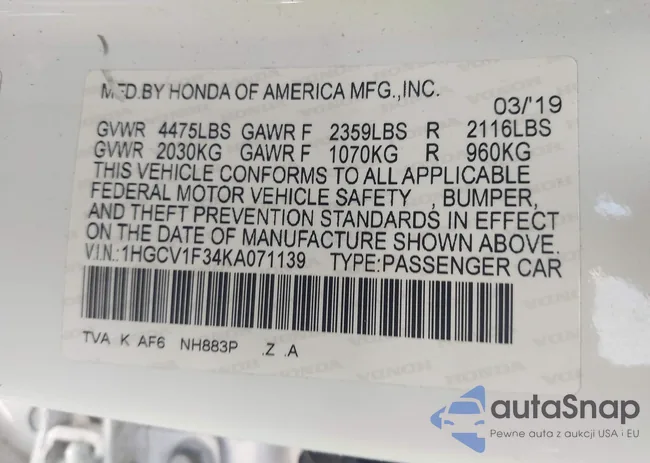 MFD.BY HONDA OF AMERICA MFG.,INC.
03/'19
GVWR 4475LBS GAWR F 2359LBS R 2116LBS
GVWR 2030KG GAWR F 1070KG R 960KG
THIS VEHICLE CONFORMS TO ALL APPLICABLE
FEDERAL MOTOR VEHICLE SAFETY , BUMPER,
AND THEFT PREVENTION STANDARDS IN EFFECT
ON THE DATE OF MANUFACTURE SHOWN ABOVE.
V.I.N.:1HGCV1F34KA071139 TYPE:PASSENGER CAR
TVA K AF6 NH883P .Z .A
autaSnap
Pewne auta z aukcji USA i EU